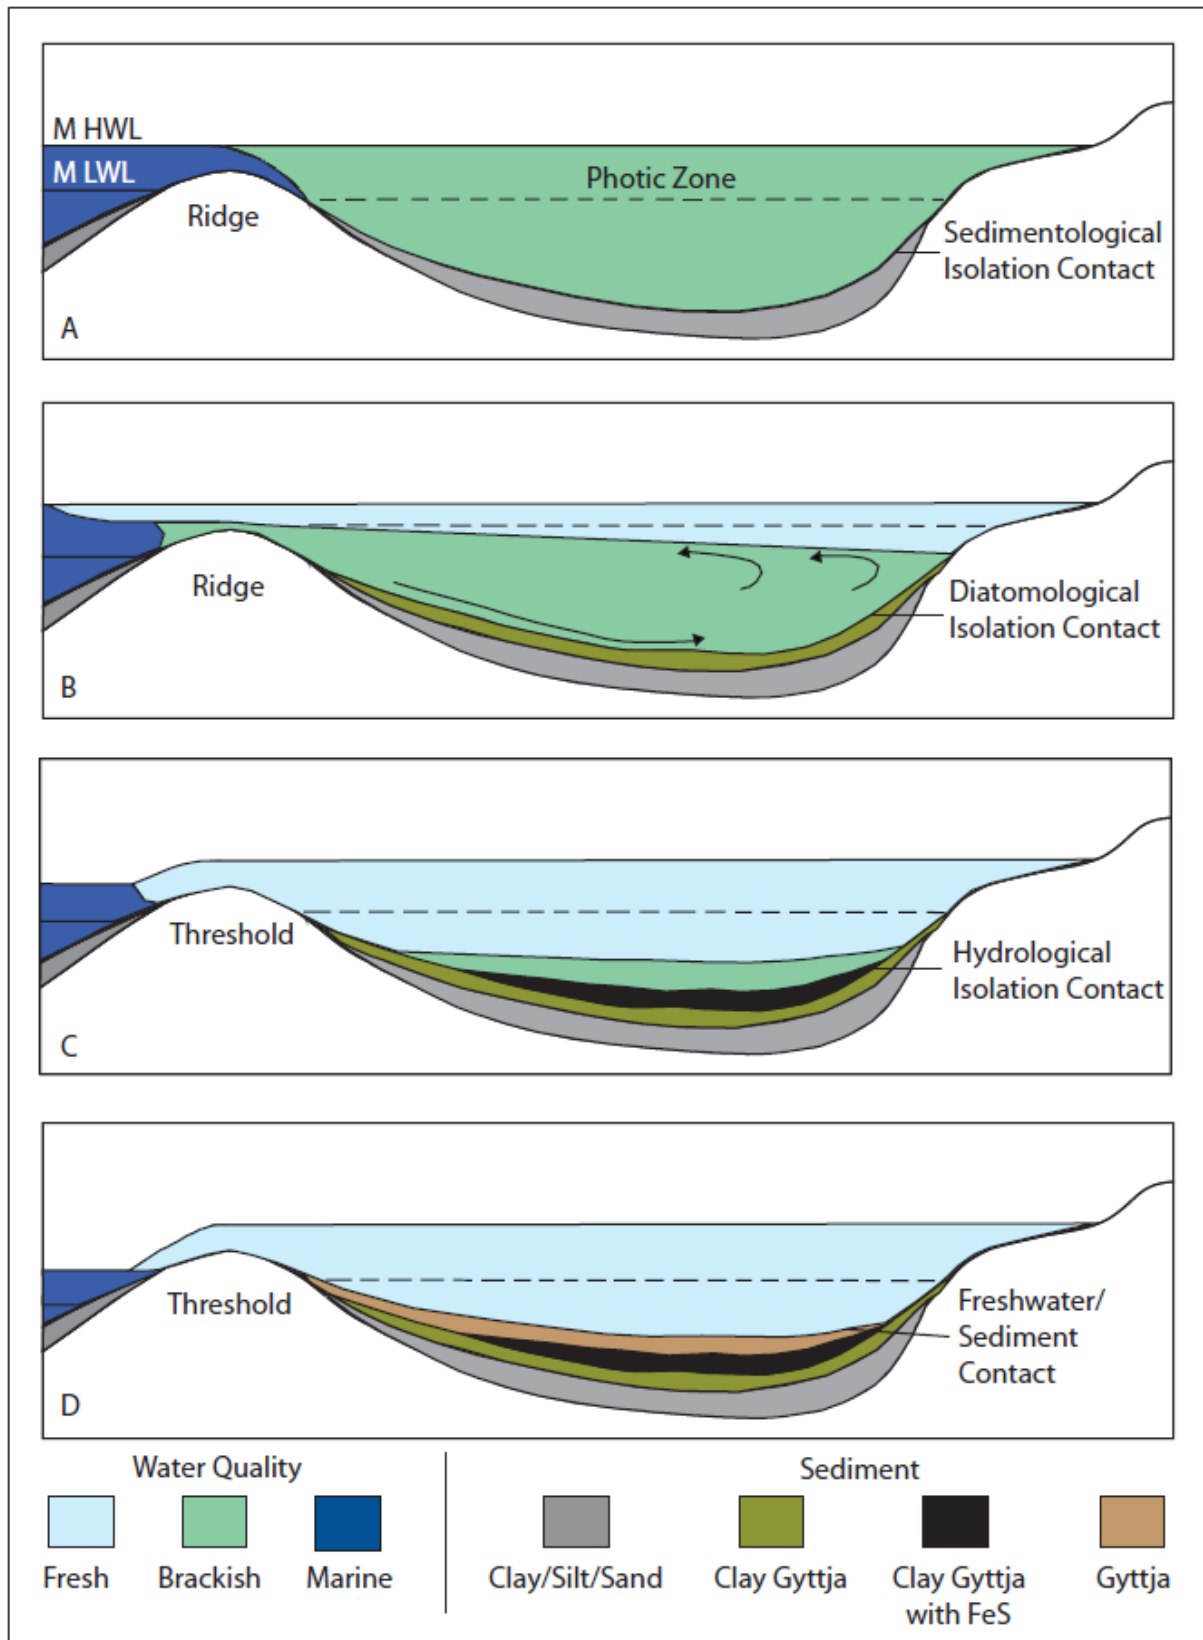 M HWL
M LWL
Photic Zone
Ridge
Sedimentological
Isolation Contact
A
Ridge
Diatomological
Isolation Contact
B
Threshold
Hydrological
Isolation Contact
C
Threshold
Freshwater/
Sediment
Contact
D
Water Quality
Sediment
Fresh
Brackish
Marine
Clay/Silt/Sand
Clay Gyttja
Clay Gyttja
with FeS
Gyttja